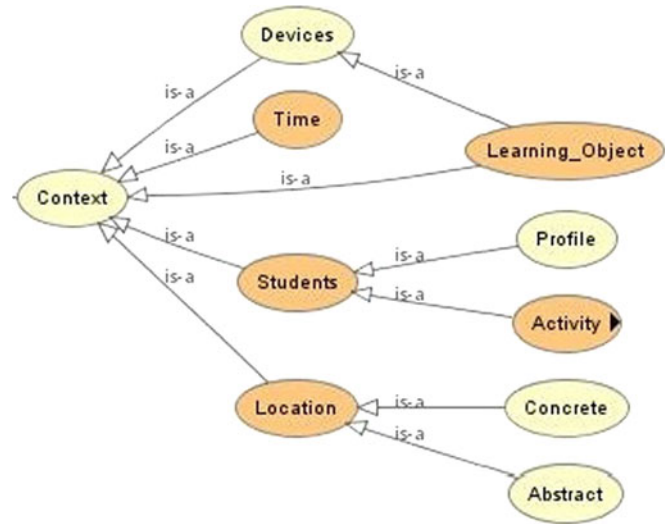 Devices
is-a
is-a
Time
is-a
Learning_Object
is-a
Context
is-a
Profile
is-a
Students
is-a
is-a
Activity
Location
is-a
Concrete
is-a
Abstract